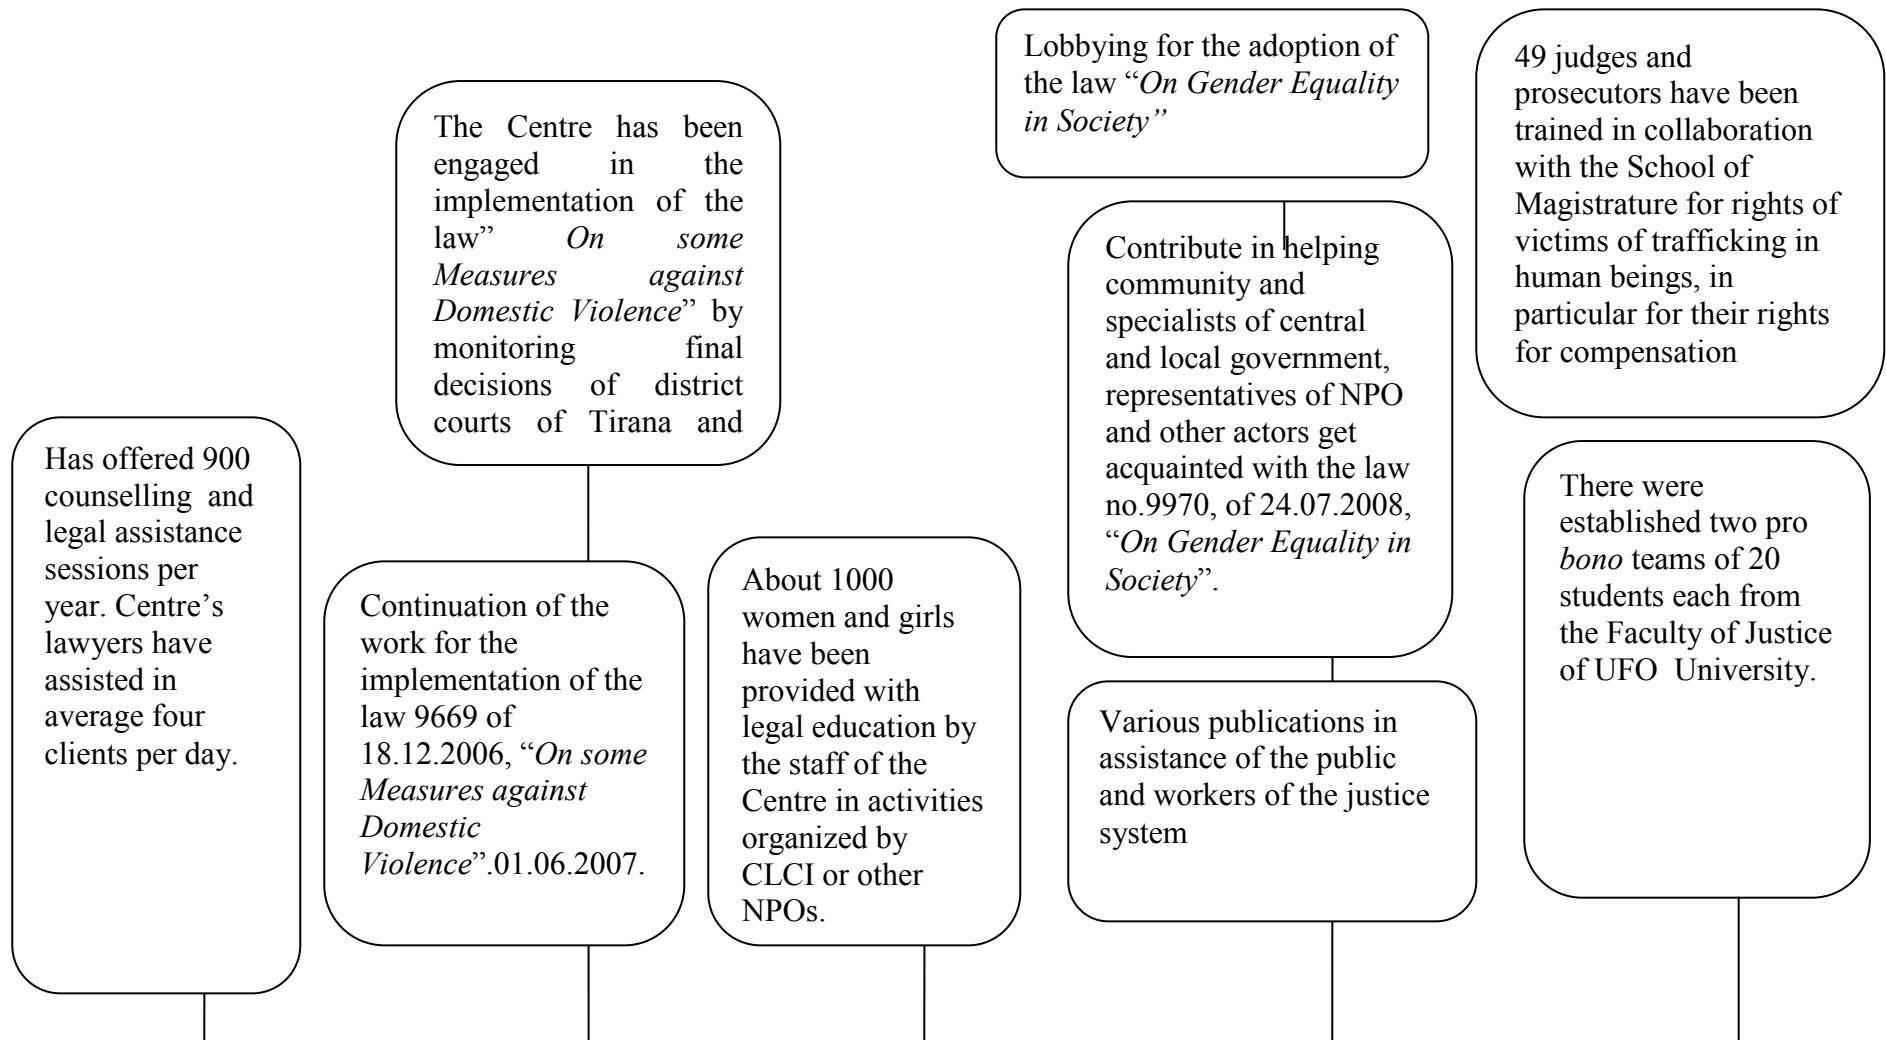 Lobbying for the adoption of
the law “On Gender Equality
in Society”
49 judges and
prosecutors have been
trained in collaboration
with the School of
Magistrature for rights of
victims of trafficking in
human beings, in
particular for their rights
for compensation
The Centre has been
engaged in the
implementation of the
law” On some
Measures against
Domestic Violence” by
monitoring final
decisions of district
courts of Tirana and
Contribute in helping
community and
specialists of central
and local government,
representatives of NPO
and other actors get
acquainted with the law
no.9970, of 24.07.2008,
“On Gender Equality in
Society”.
Has offered 900
counselling and
legal assistance
sessions per
year. Centre’s
lawyers have
assisted in
average four
clients per day.
There were
established two pro
bono teams of 20
students each from
the Faculty of Justice
of UFO University.
Continuation of the
work for the
implementation of the
law 9669 of
18.12.2006, “On some
Measures against
Domestic
Violence”.01.06.2007.
About 1000
women and girls
have been
provided with
legal education by
the staff of the
Centre in activities
organized by
CLCI or other
NPOs.
Various publications in
assistance of the public
and workers of the justice
system